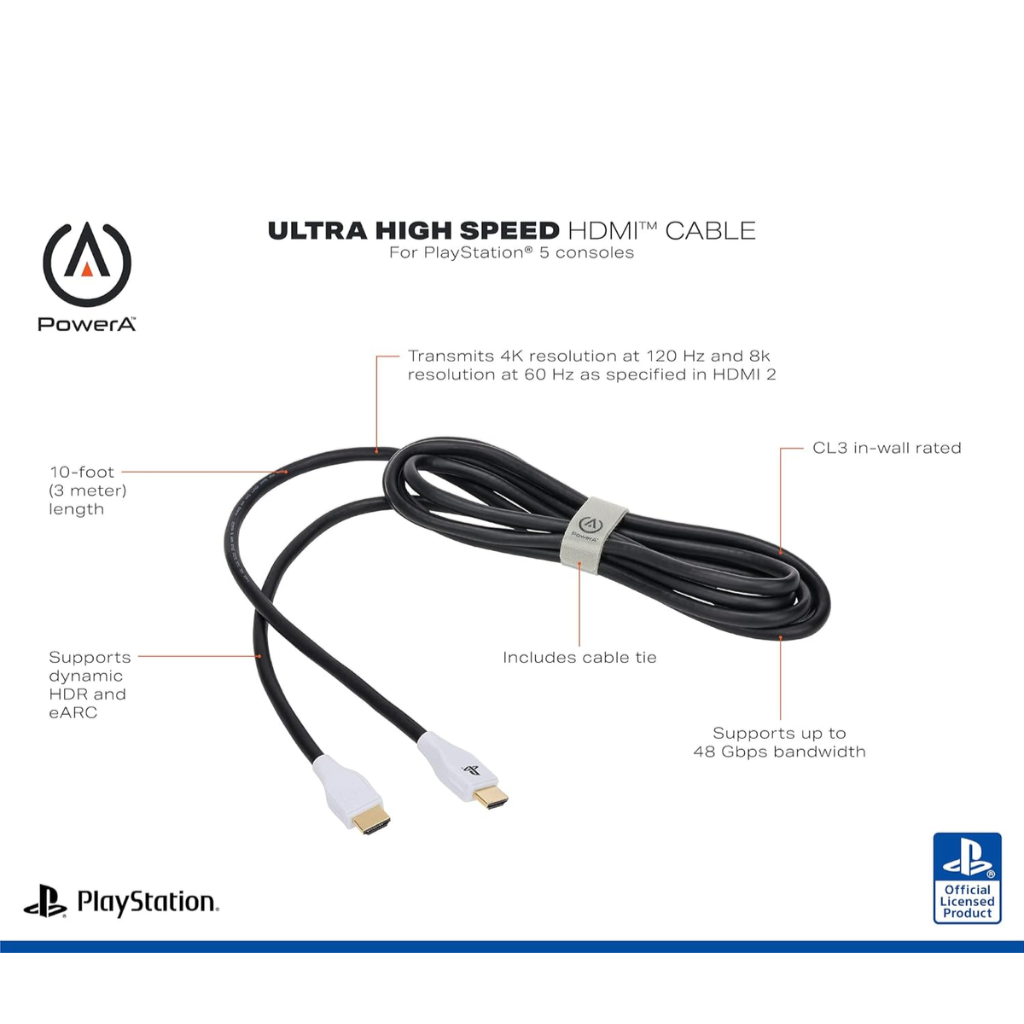 ULTRA HIGH SPEED HDMI™ CABLE
For PlayStation® 5 consoles
PowerA™
Transmits 4K resolution at 120 Hz and 8k
resolution at 60 Hz as specified in HDMI 2
CL3 in-wall rated
10-foot
(3 meter)
length
PowerA
Supports
dynamic
HDR and
eARC
Includes cable tie
Supports up to
48 Gbps bandwidth
PlayStation®
®
Official
Licensed
Product